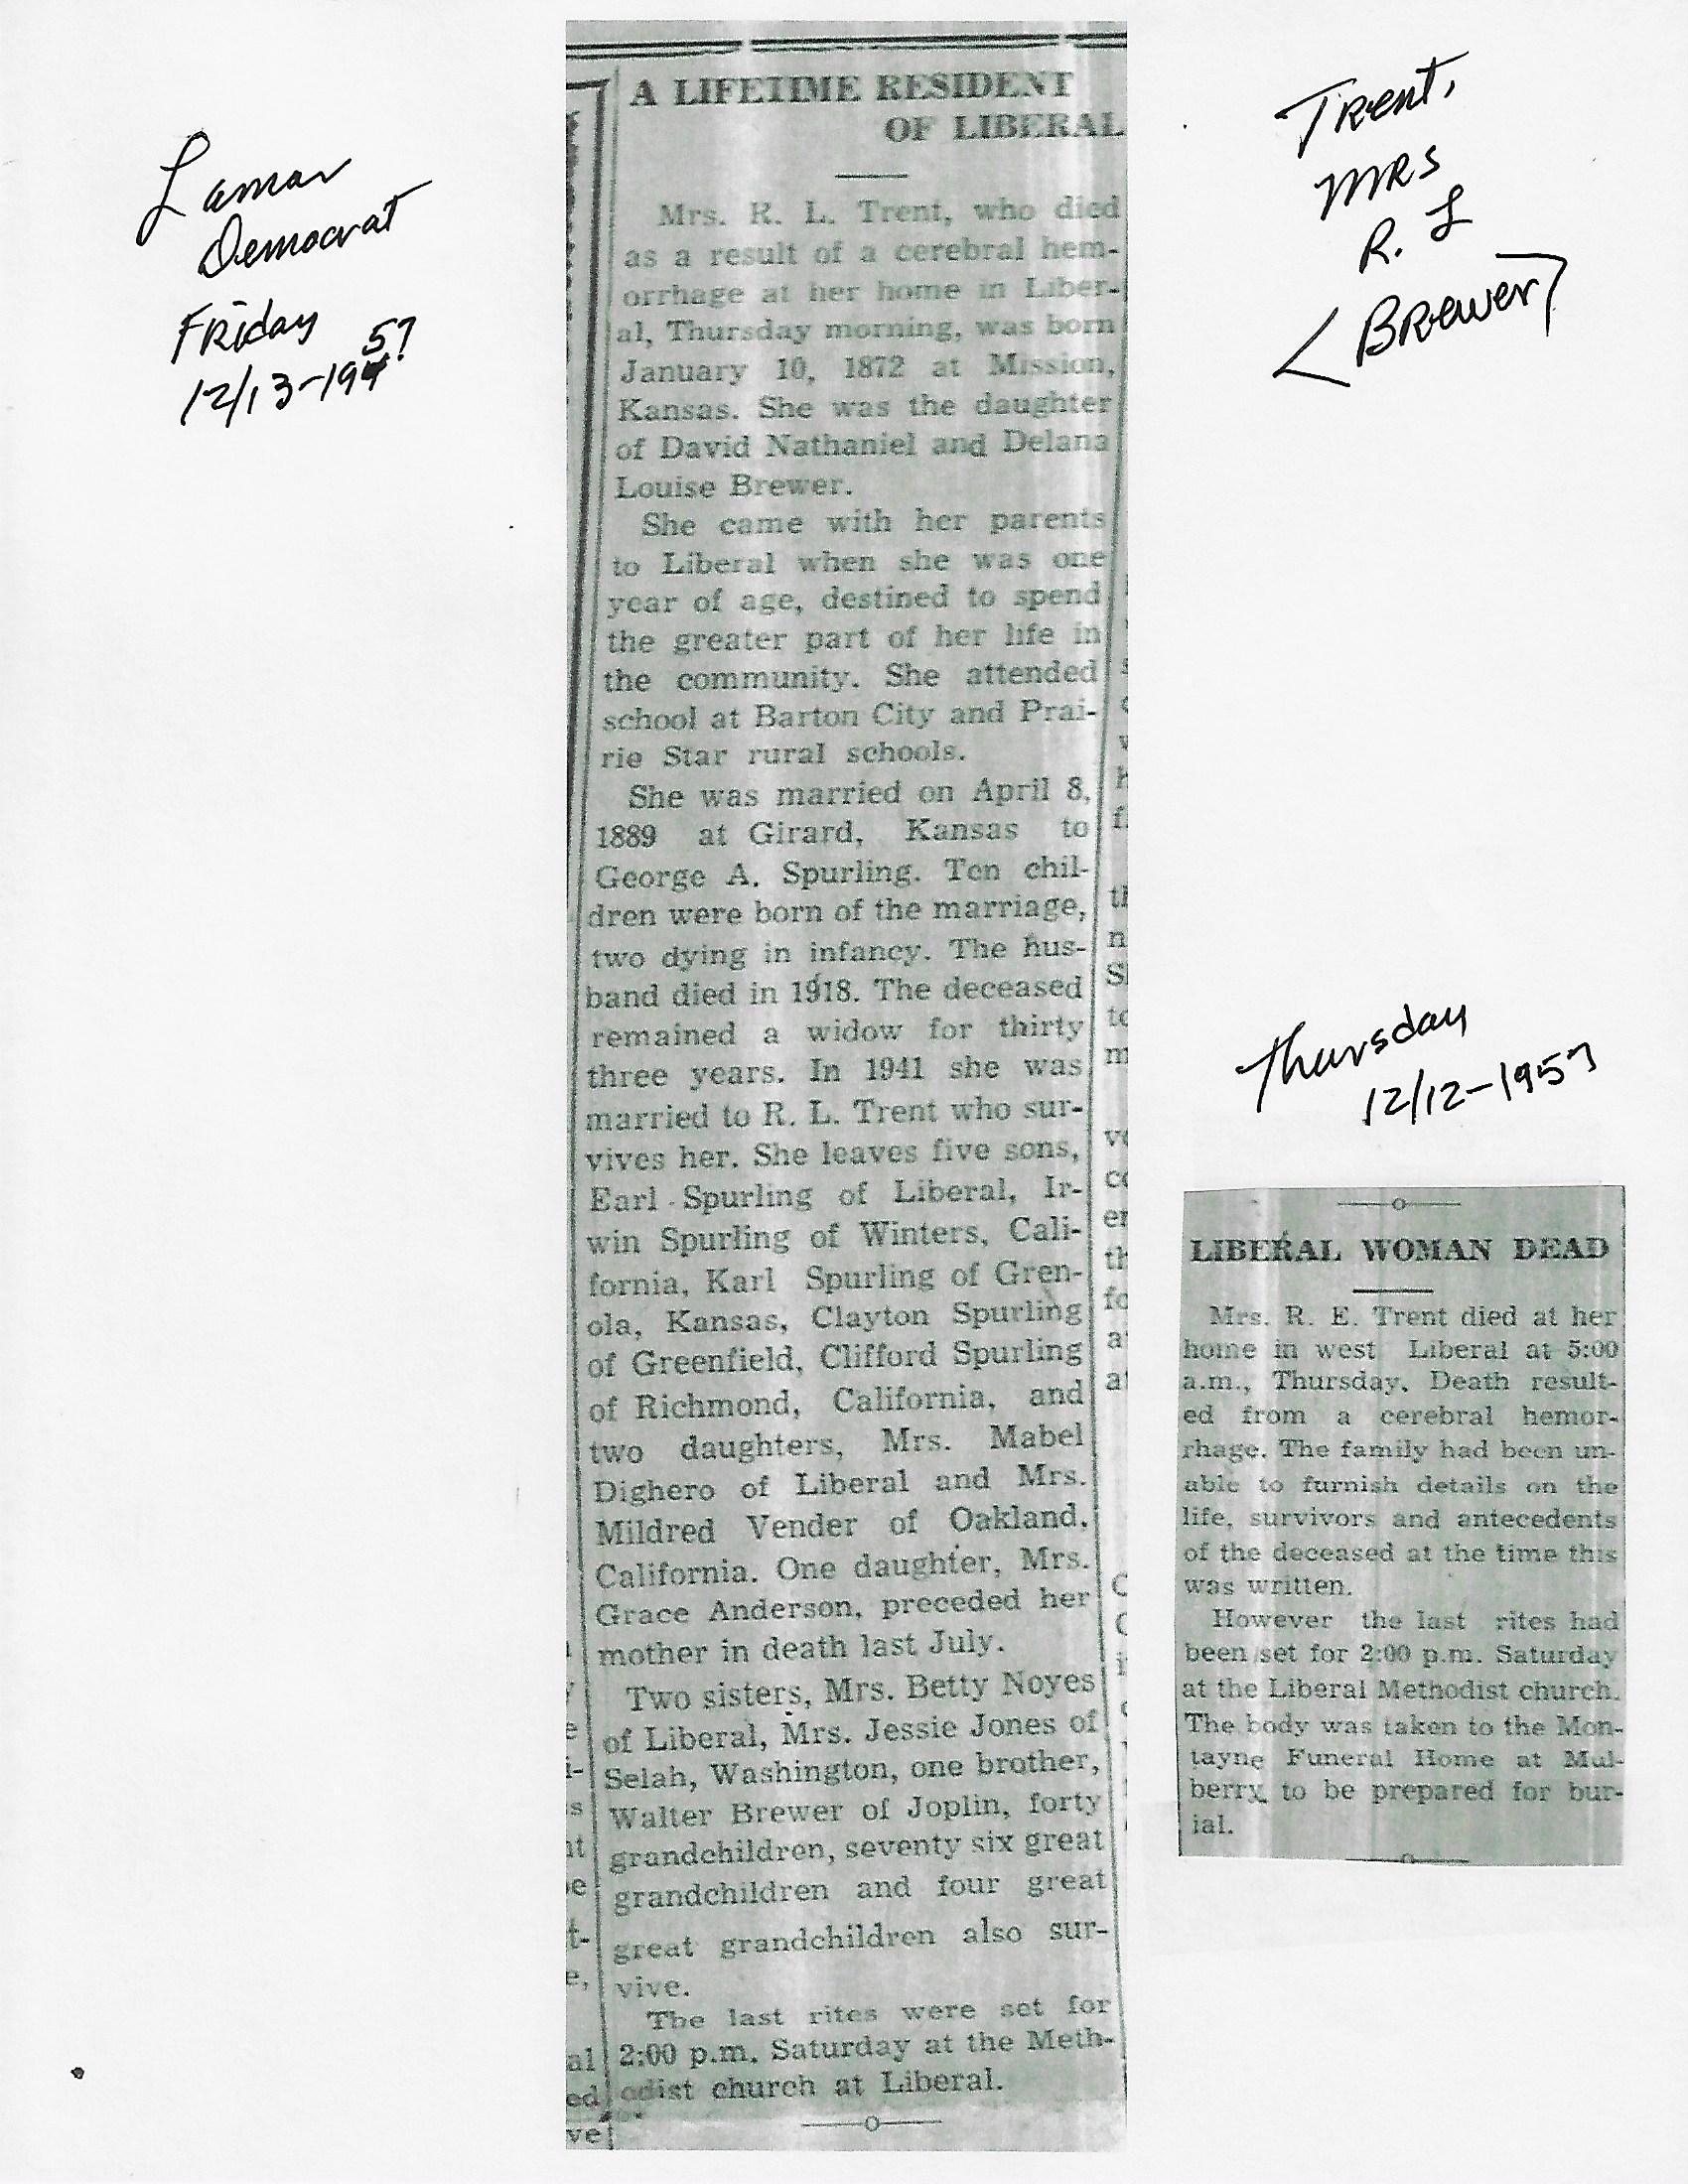 Lamar
Democrat
Friday
12/13-1957
A LIFETIME RESIDENT
OF LIBERAL
Mrs. R. L. Trent, who died
as a result of a cerebral hem-
orrhage at her home in Liber-
al, Thursday morning, was born
January 10, 1872 at Mission,
Kansas. She was the daughter
of David Nathaniel and Delana
Louise Brewer.
She came with her parents
to Liberal when she was one
year of age, destined to spend
the greater part of her life in
the community. She attended
school at Barton City and Prai-
rie Star rural schools.
She was married on April 8,
1889 at Girard, Kansas to
George A. Spurling. Ten chil-
dren were born of the marriage,
two dying in infancy. The hus-
band died in 1918. The deceased
remained a widow for thirty
three years. In 1941 she was
married to R. L. Trent who sur-
vives her. She leaves five sons,
Earl Spurling of Liberal, Ir-
win Spurling of Winters, Cali-
fornia, Karl Spurling of Gren-
ola, Kansas, Clayton Spurling
of Greenfield, Clifford Spurling
of Richmond, California, and
two daughters, Mrs. Mabel
Dighero of Liberal and Mrs.
Mildred Vender of Oakland,
California. One daughter, Mrs.
Grace Anderson, preceded her
mother in death last July.
Two sisters, Mrs. Betty Noyes
of Liberal, Mrs. Jessie Jones of
Selah, Washington, one brother,
Walter Brewer of Joplin, forty
grandchildren, seventy six great
grandchildren and four great
great grandchildren also sur-
vive.
The last rites were set for
2:00 p.m. Saturday at the Meth-
odist church at Liberal.
Trent,
MRS
R. L
< Brewer >
Thursday
12/12-1957
LIBERAL WOMAN DEAD
Mrs. R. E. Trent died at her
home in west Liberal at 5:00
a.m., Thursday. Death result-
ed from a cerebral hemor-
rhage. The family had been un-
able to furnish details on the
life, survivors and antecedents
of the deceased at the time this
was written.
However the last rites had
been set for 2:00 p.m. Saturday
at the Liberal Methodist church.
The body was taken to the Mon-
tayne Funeral Home at Mul-
berry to be prepared for bur-
ial.